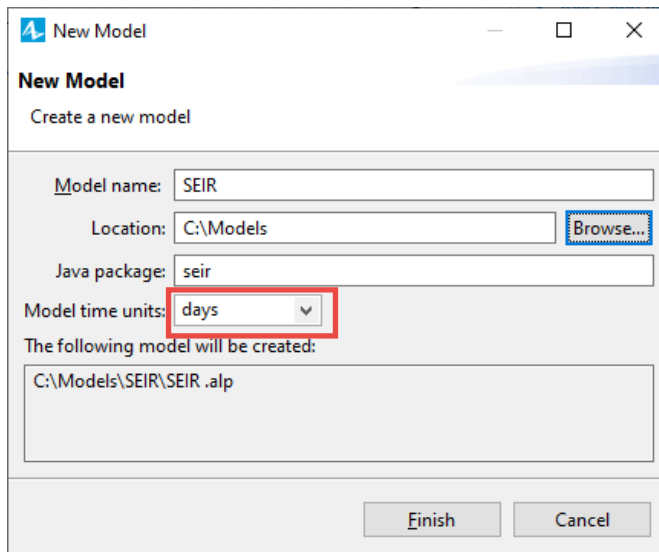 New Model
New Model
Create a new model
Model name: SEIR
Location: C:\Models Browse...
Java package: seir
Model time units: days
The following model will be created:
C:\Models\SEIR\SEIR .alp
Finish Cancel